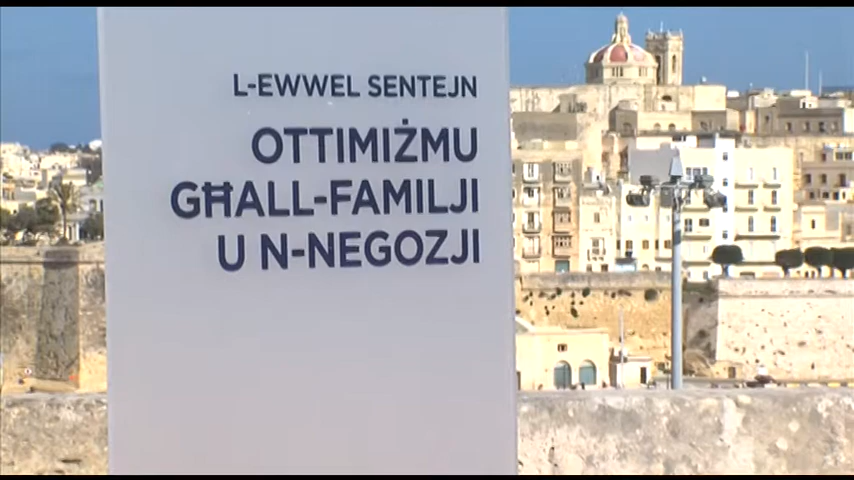 L-EWWEL SENTEJN
OTTIMIŻMU
GĦALL-FAMILJI
U N-NEGOZJI